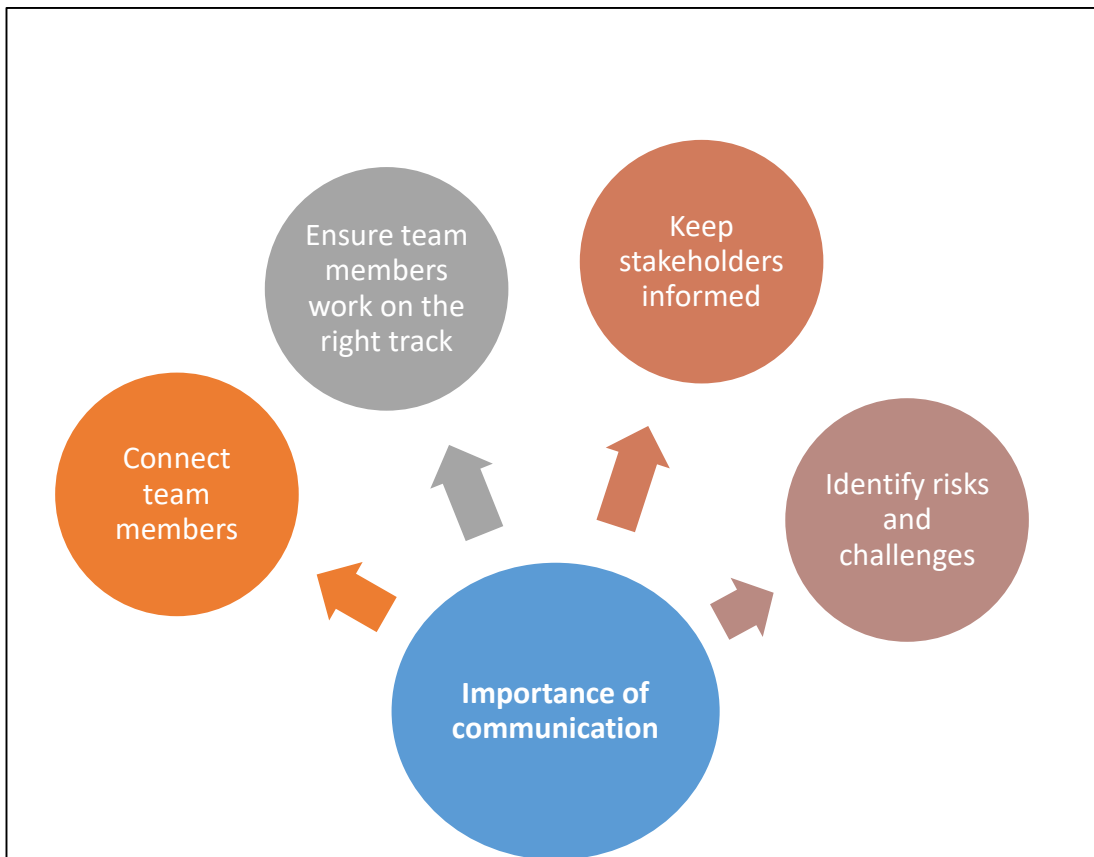 Ensure team
members
work on the
right track
Keep
stakeholders
informed
Connect
team
members
Identify risks
and
challenges
Importance of
communication